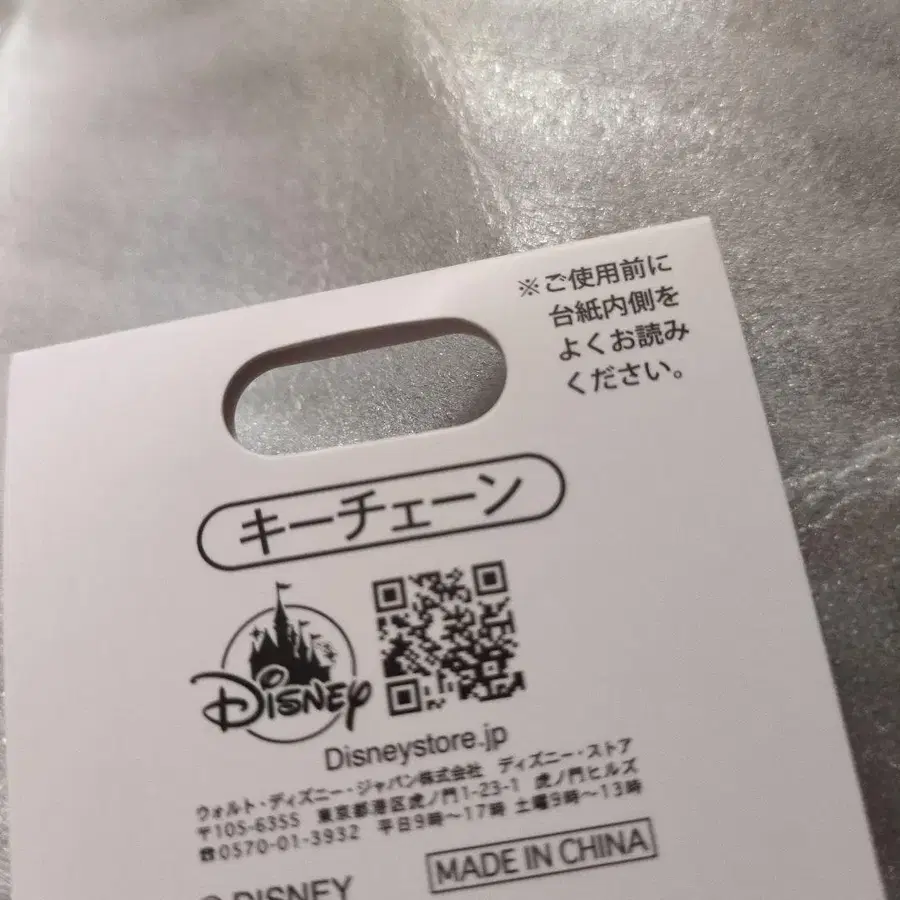 ※ご使用前に
台紙内側を
よくお読み
ください。
キーチェーン
DISNEY
Disneystore.jp
ウォルト・ディズニー・ジャパン株式会社 ディズニー・ストア
〒105-6355 東京都港区虎ノ門1-23-1 虎ノ門ヒルズ
☎0570-01-3932 平日9時～17時 土曜9時～13時
MADE IN CHINA
© DISNEY